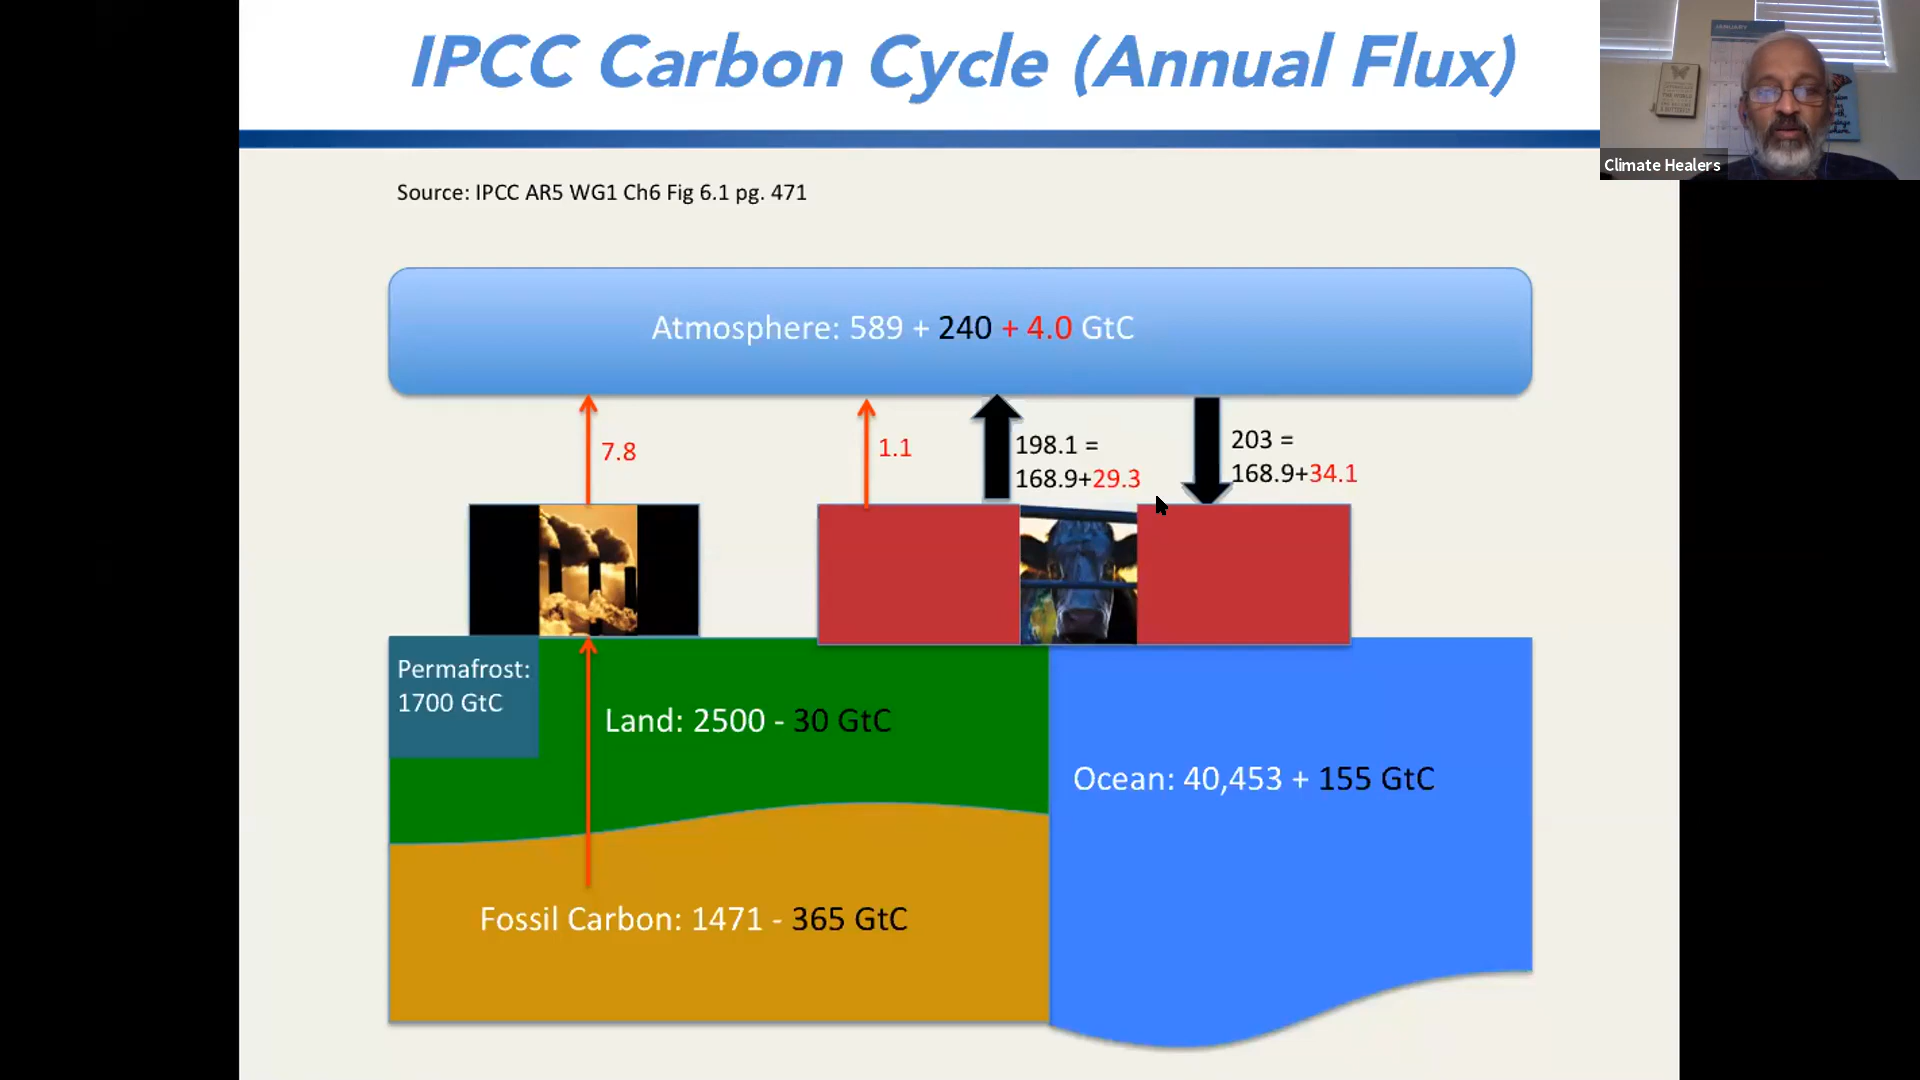 IPCC Carbon Cycle (Annual Flux)
Source: IPCC AR5 WG1 Ch6 Fig 6.1 pg. 471
JANUARY
Climate Healers
Atmosphere: 589 + 240 + 4.0 GtC
7.8
1.1
198.1 =
168.9+29.3
203 =
168.9+34.1
Permafrost:
1700 GtC
Land: 2500 - 30 GtC
Ocean: 40,453 + 155 GtC
Fossil Carbon: 1471 - 365 GtC